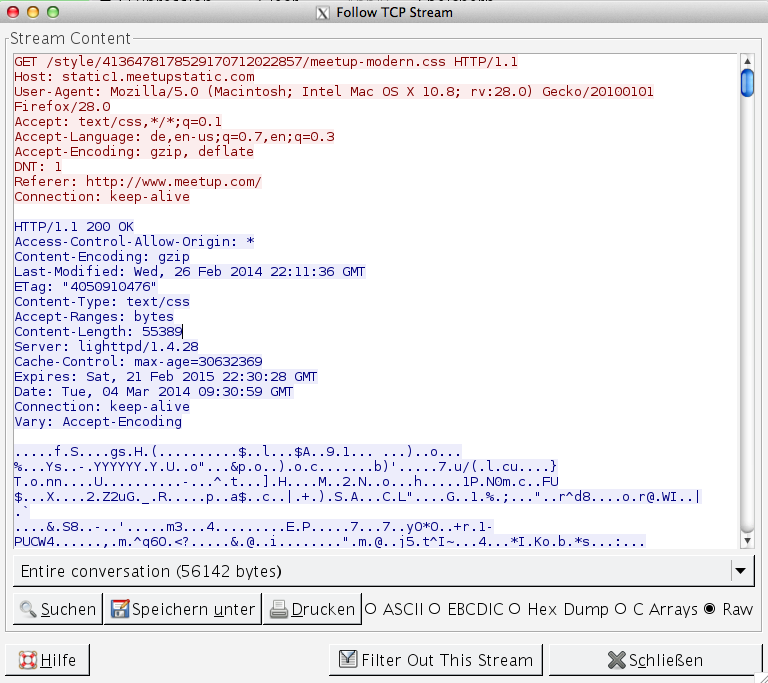 Follow TCP Stream
Stream Content
GET /style/4136478178529170712022857/meetup-modern.css HTTP/1.1
Host: static1.meetupstatic.com
User-Agent: Mozilla/5.0 (Macintosh; Intel Mac OS X 10.8; rv:28.0) Gecko/20100101
Firefox/28.0
Accept: text/css,*/*;q=0.1
Accept-Language: de,en-us;q=0.7,en;q=0.3
Accept-Encoding: gzip, deflate
DNT: 1
Referer: http://www.meetup.com/
Connection: keep-alive
HTTP/1.1 200 OK
Access-Control-Allow-Origin: *
Content-Encoding: gzip
Last-Modified: Wed, 26 Feb 2014 22:11:36 GMT
ETag: "4050910476"
Content-Type: text/css
Accept-Ranges: bytes
Content-Length: 55389
Server: lighttpd/1.4.28
Cache-Control: max-age=30632369
Expires: Sat, 21 Feb 2015 22:30:28 GMT
Date: Tue, 04 Mar 2014 09:30:59 GMT
Connection: keep-alive
Vary: Accept-Encoding
.....f.S....gs.H.(..........$..l...$A..9.1... ...)..o...
%...Ys..-.YYYYYY.Y.U..o"...&p.o..).o.c.......b)'.....7.u/(.l.cu....}
T.o.nn....U..........-...^.t...].H....M..2.N..o...h.....1P.N0m.c..FU
$...X....2.Z2uG._.R.....p..a$..c..|.+.).S.A...C.L"....G..1.%.;..."..r^d8....o.r@.WI..|
.`
....&.S8..-..'.....m3...4.........E.P.....7...7..yO*O..+r.1-
PUCW4......,.m.^q6O.<?.....&.@..i........".m.@..j5.t^I~...4...*I.Ko.b.*s...:...
Entire conversation (56142 bytes)
Suchen Speichern unter Drucken ASCII EBCDIC Hex Dump C Arrays Raw
Hilfe Filter Out This Stream Schließen